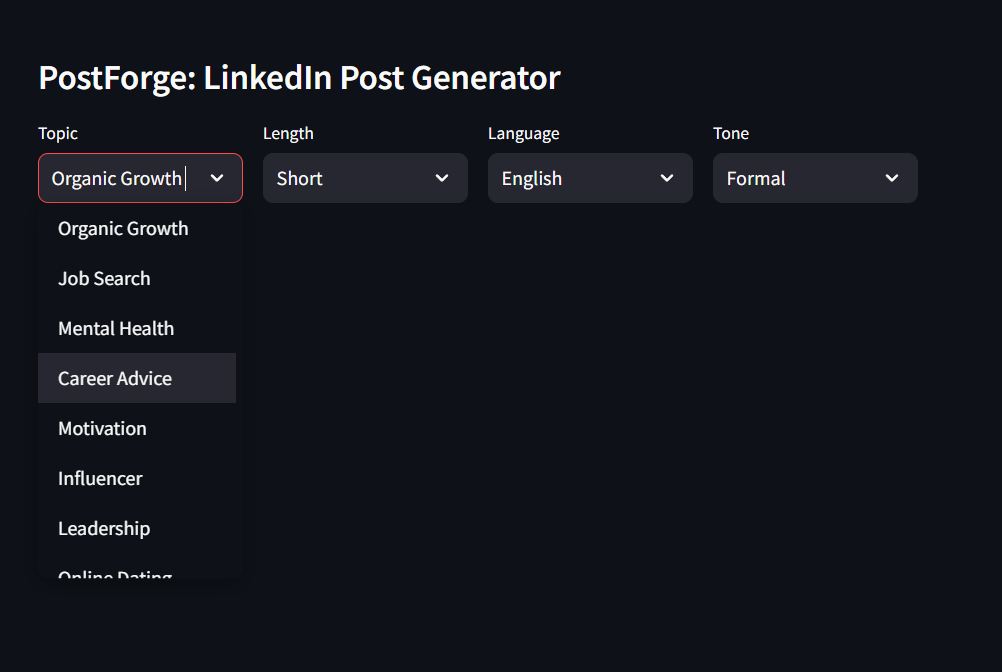 PostForge: LinkedIn Post Generator
Topic Length Language Tone
Organic Growth Short English Formal
Organic Growth
Job Search
Mental Health
Career Advice
Motivation
Influencer
Leadership
Online Dating